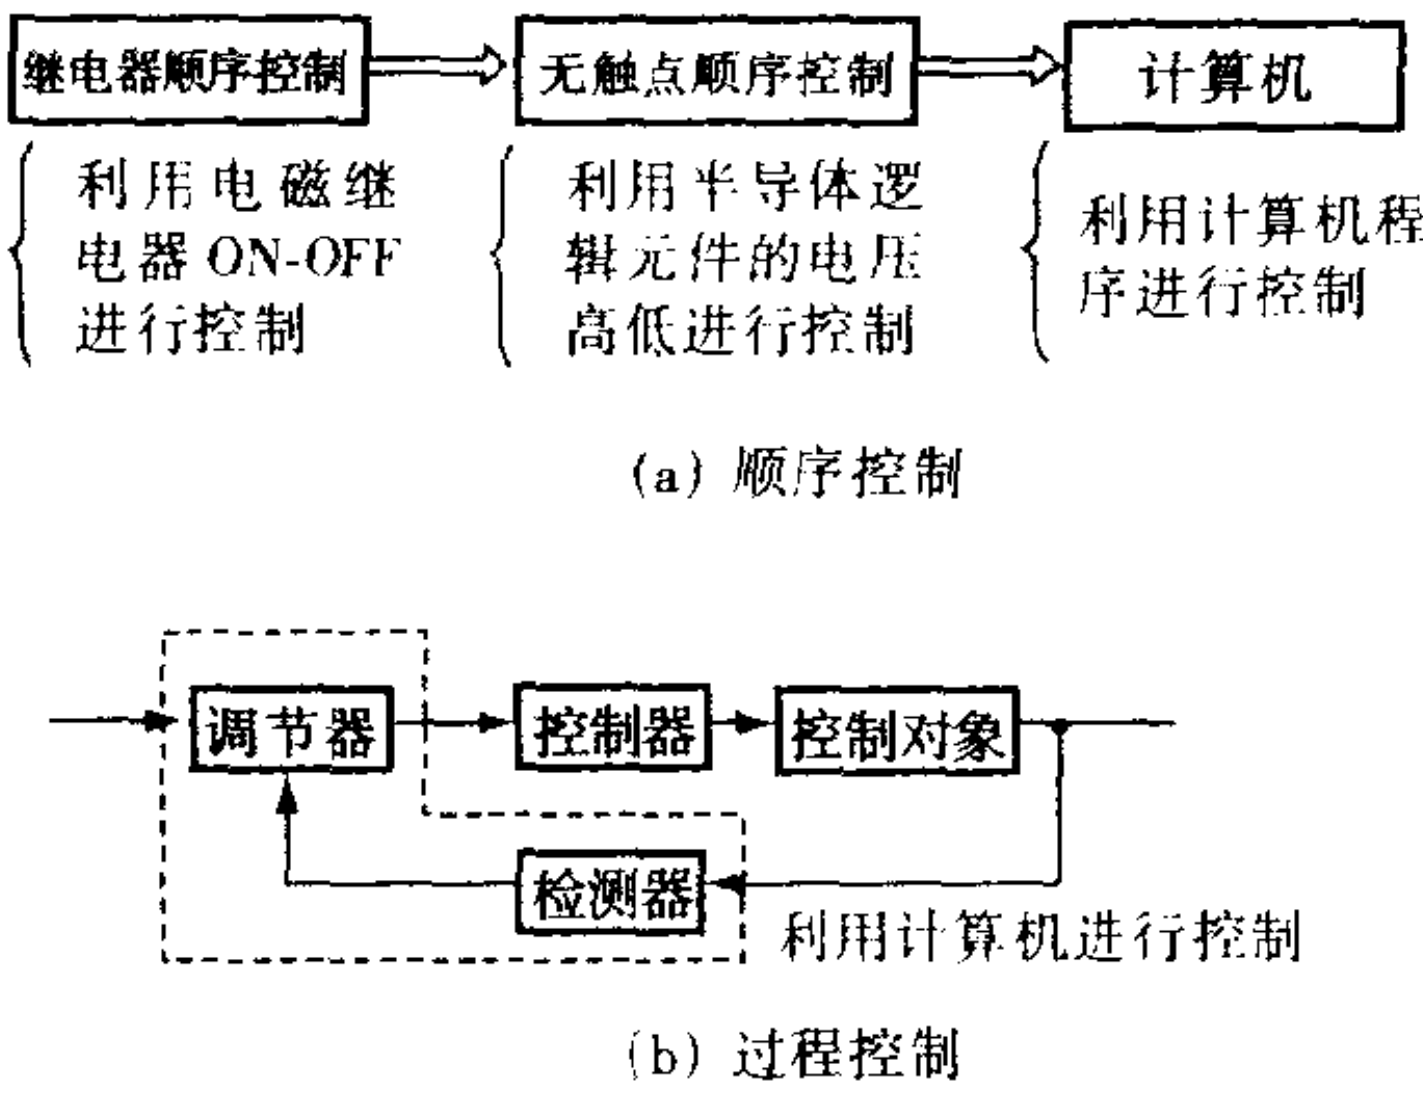 继电器顺序控制
无触点顺序控制
计算机
利用电磁继
电器ON-OFF
进行控制
利用半导体逻
辑元件的电压
高低进行控制
利用计算机程
序进行控制
(a) 顺序控制
调节器
控制器
控制对象
检测器
利用计算机进行控制
(b) 过程控制